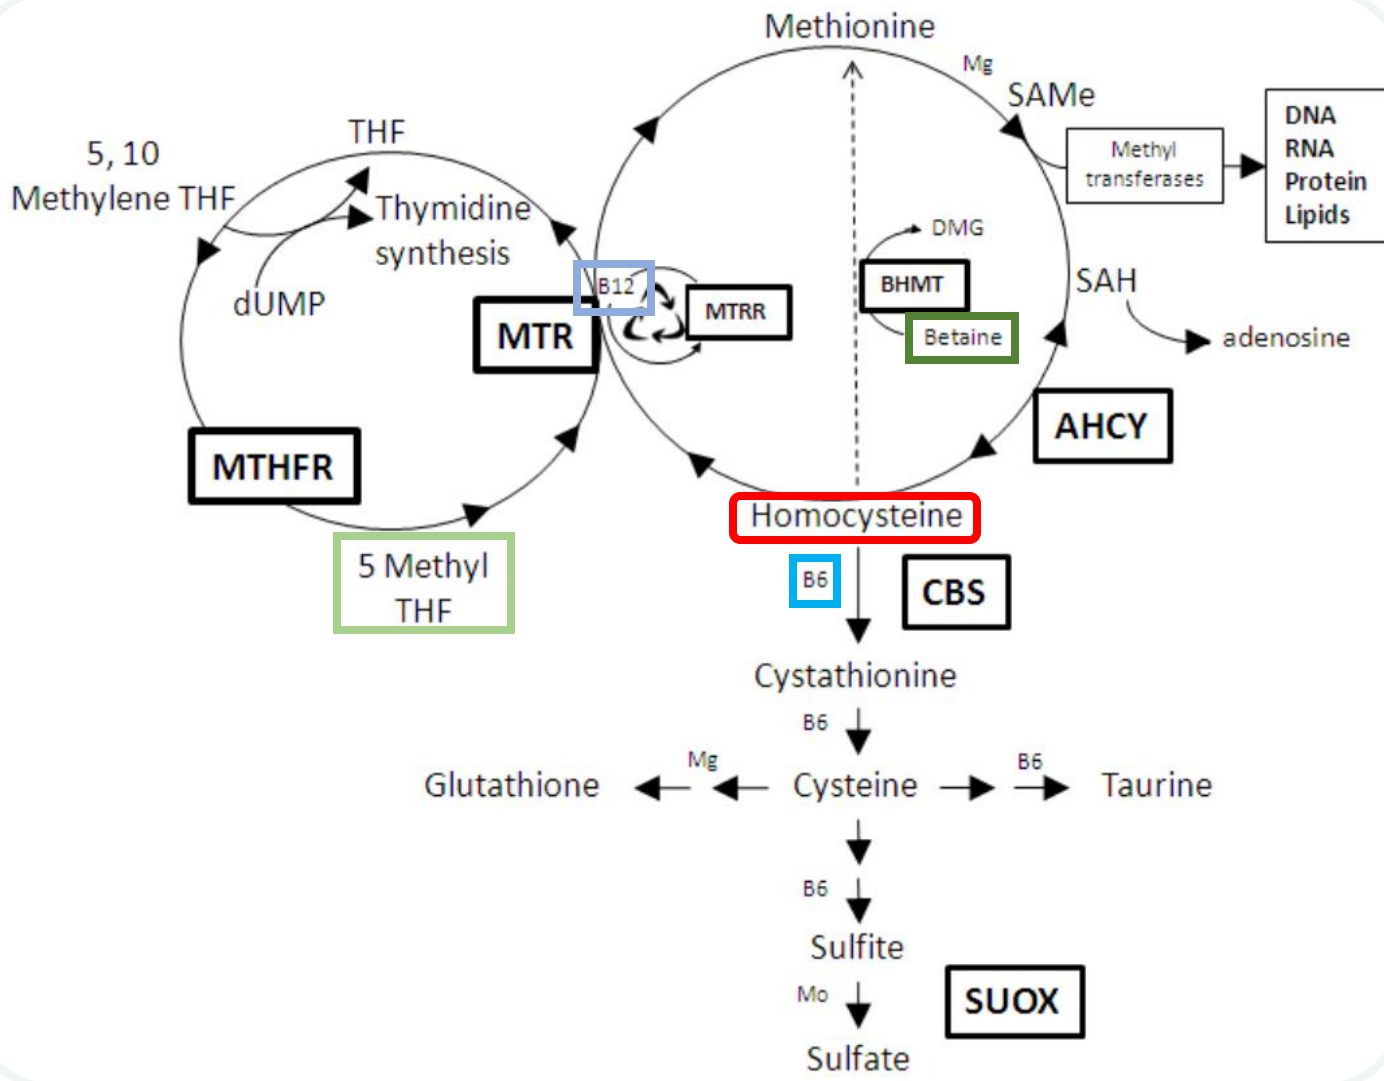 Methionine
Mg
SAMe
DNA
RNA
Protein
Lipids
Methyl
transferases
THF
5, 10
Methylene THF
Thymidine
synthesis
dUMP
DMG
B12
BHMT
MTRR
Betaine
SAH
adenosine
MTR
AHCY
MTHFR
Homocysteine
5 Methyl
THF
B6
CBS
Cystathionine
B6
Glutathione
Mg
Cysteine
B6
Taurine
B6
Sulfite
Mo
SUOX
Sulfate